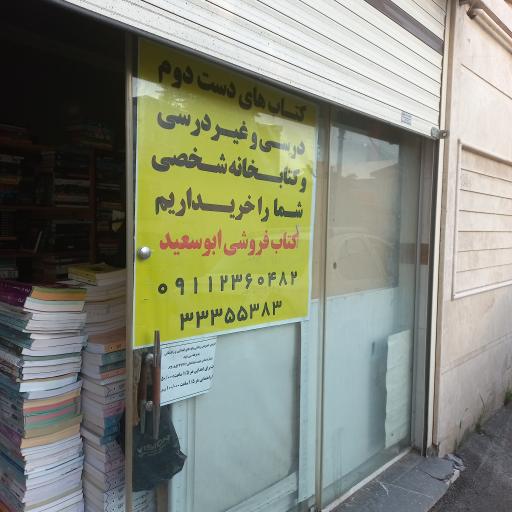 کتاب های دست دوم
درسی و غیر درسی
و کتابخانه شخصی
شما را خریداریم
کتاب فروشی ابوسعید
۰۹۱۱۲۳۶۰۴۸۲
۳۳۳۵۵۳۸۳